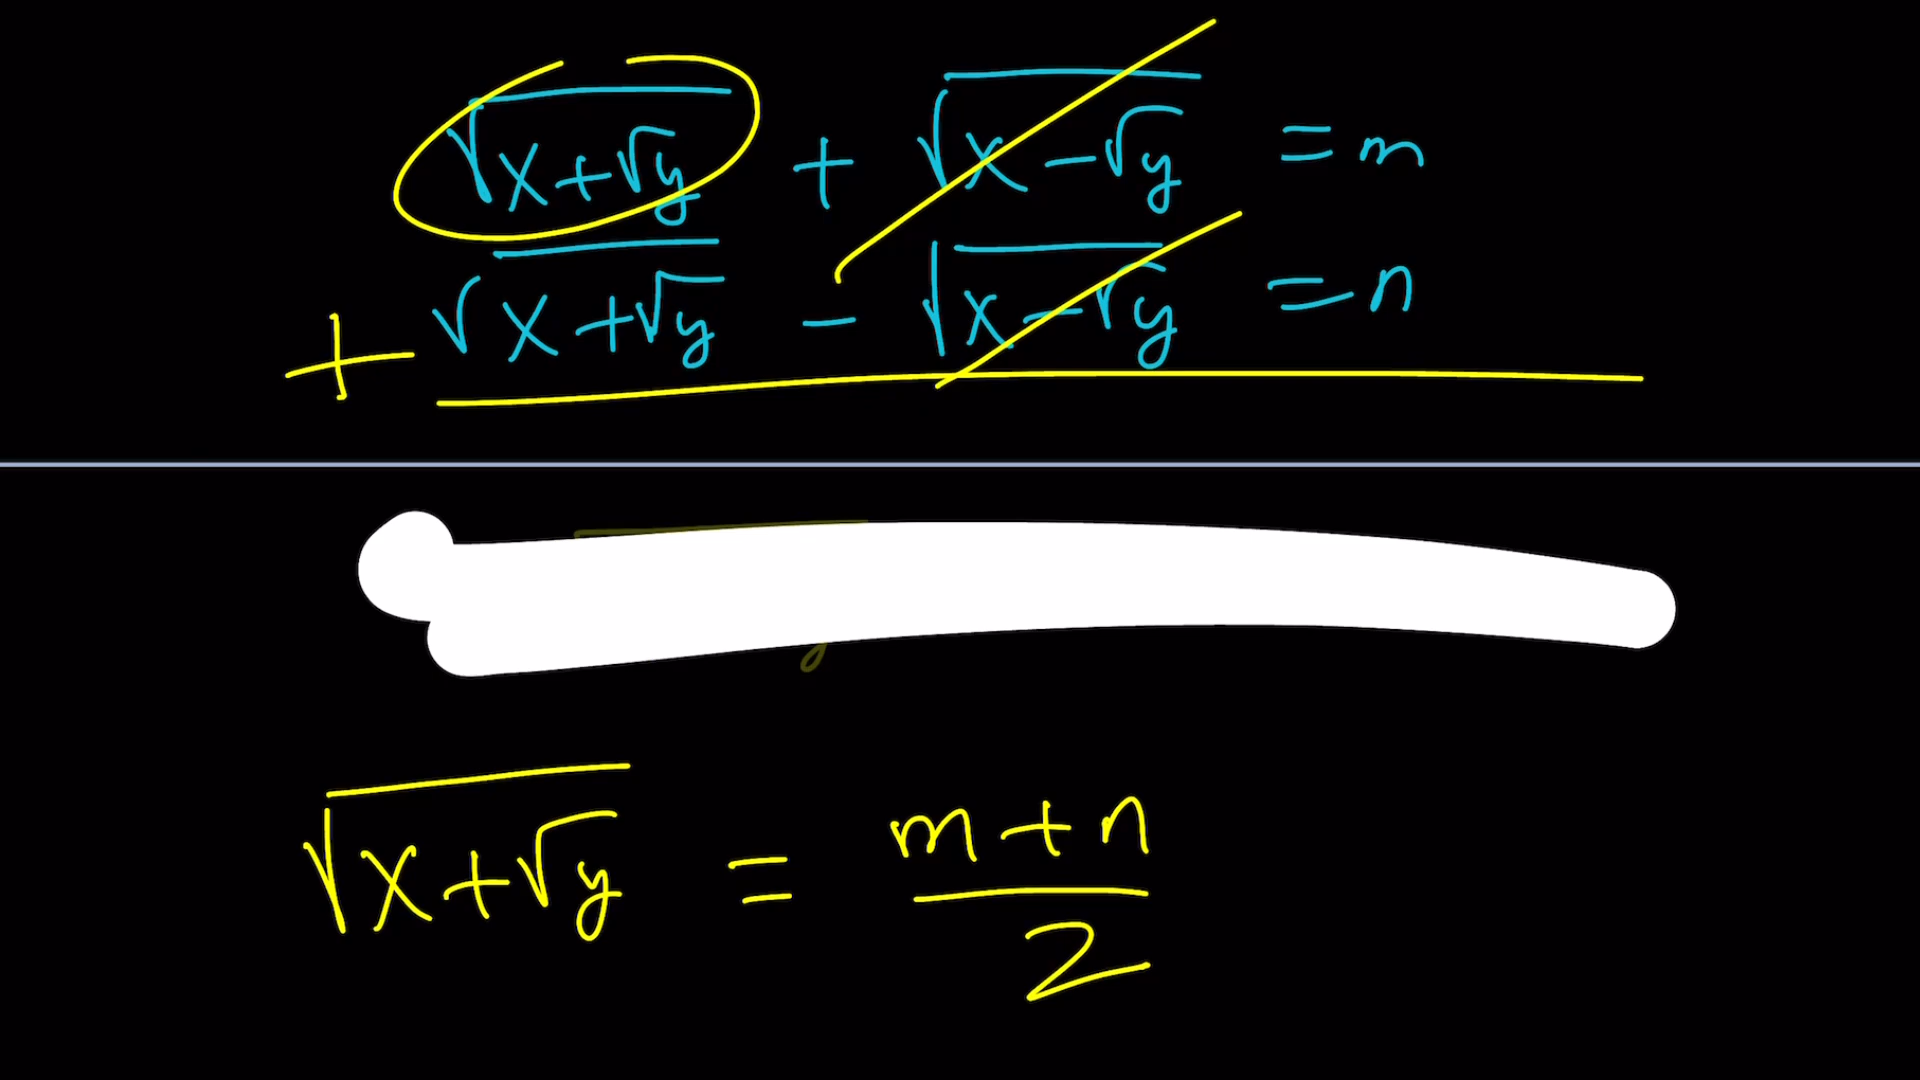 √(x+√y) + √(x-√y) = m
+ √(x+√y) - √(x-√y) = n
√(x+√y) = (m+n)/2